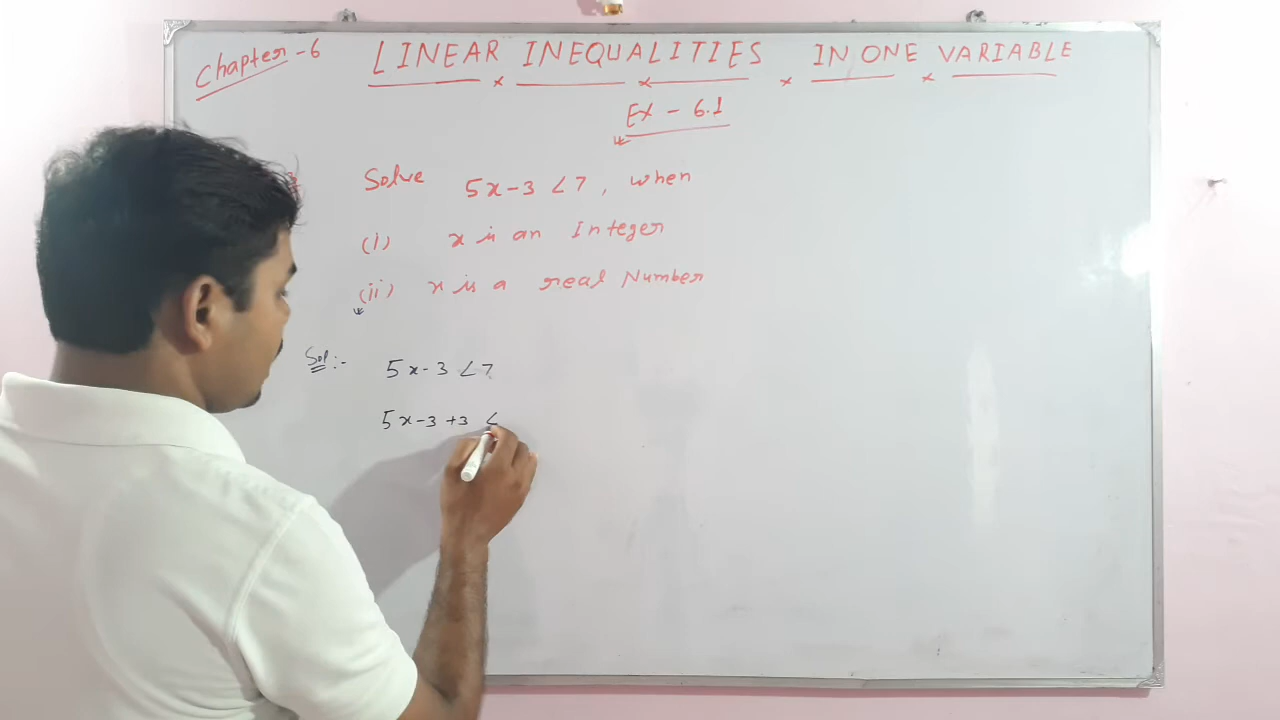 Chapter-6
LINEAR INEQUALITIES IN ONE VARIABLE
Ex - 6.1
Solve 5x-3 < 7, when
(i) x is an Integer
(ii) x is a real Number
Sol:- 5x-3 < 7
5x-3+3 <